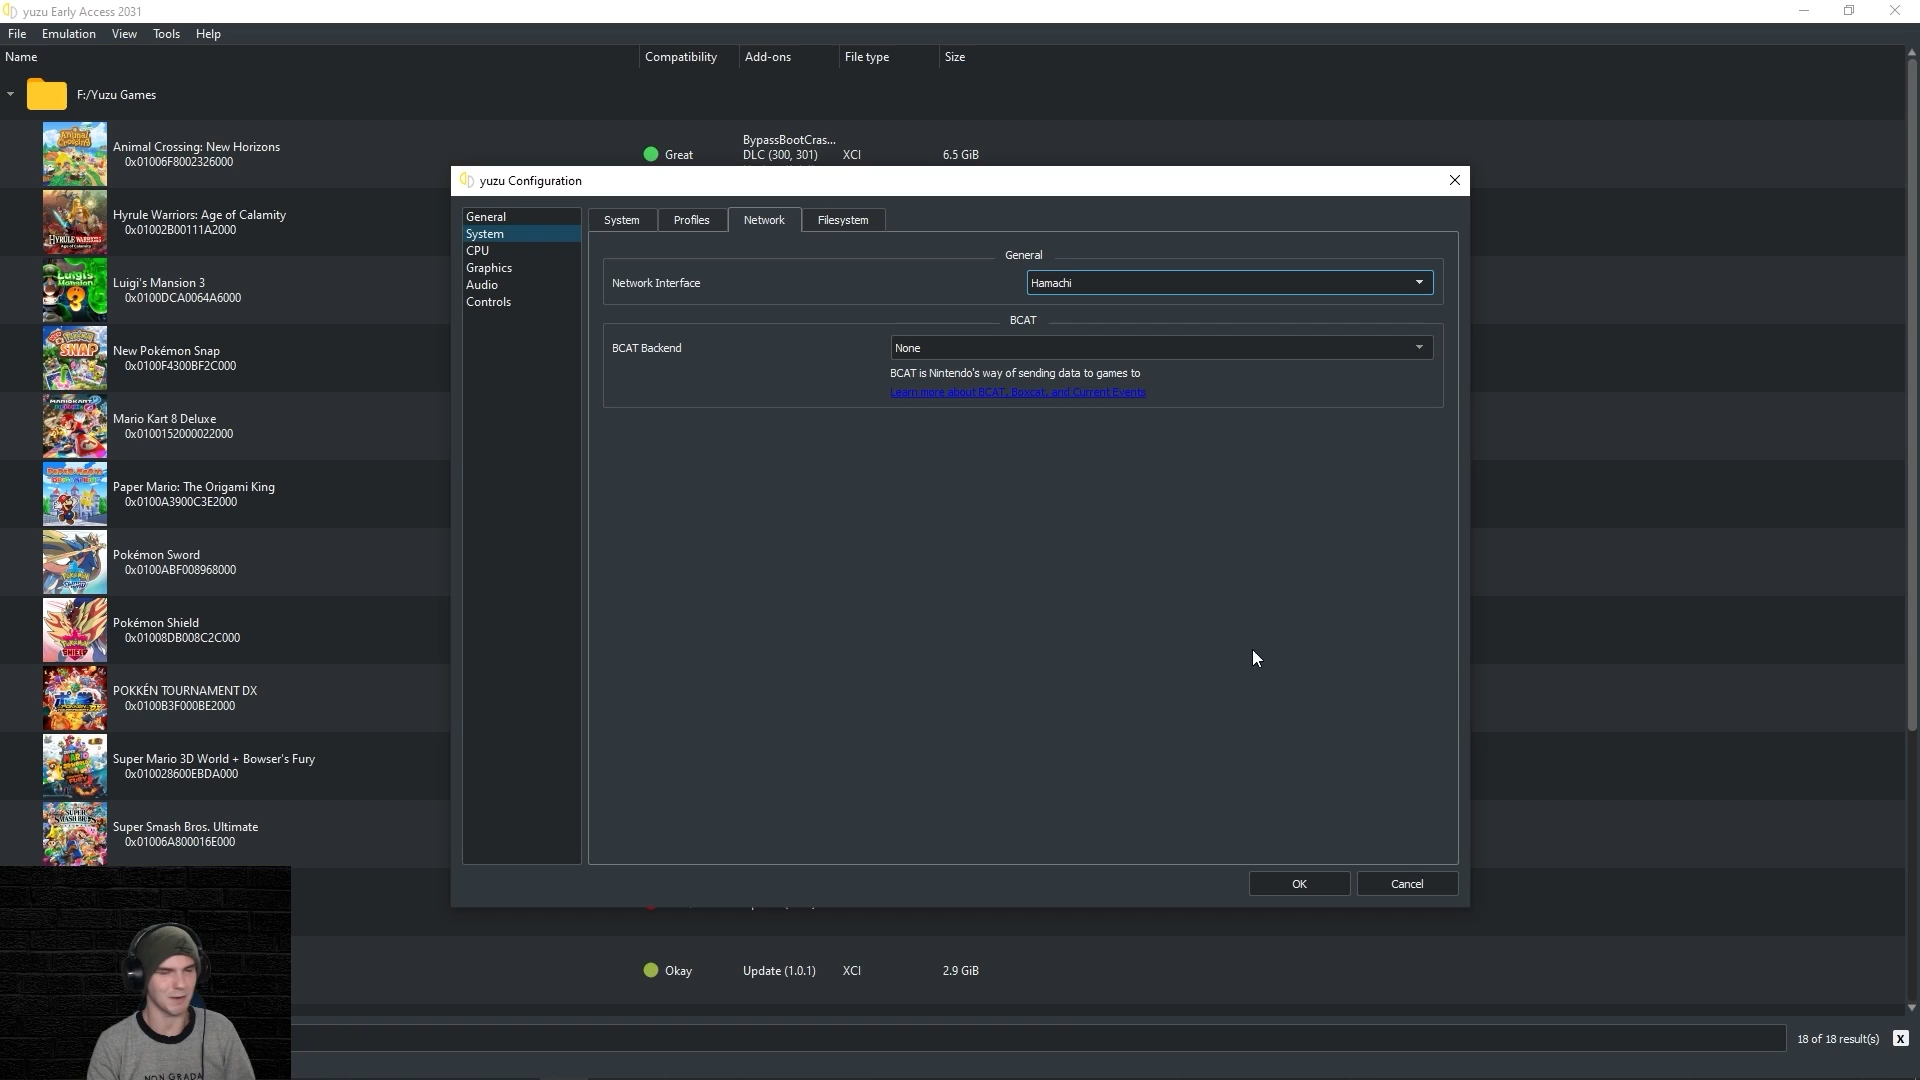 yuzu Early Access 2031
File Emulation View Tools Help
Name Compatibility Add-ons File type Size
F:/Yuzu Games
Animal Crossing: New Horizons
0x01006F8002326000
Great
BypassBootCras...
DLC (300, 301)
XCI
6.5 GiB
Hyrule Warriors: Age of Calamity
0x01002B00111A2000
Luigi's Mansion 3
0x0100DCA0064A6000
New Pokémon Snap
0x0100F4300BF2C000
Mario Kart 8 Deluxe
0x0100152000022000
Paper Mario: The Origami King
0x0100A3900C3E2000
Pokémon Sword
0x0100ABF008968000
Pokémon Shield
0x01008DB008C2C000
POKKÉN TOURNAMENT DX
0x0100B3F000BE2000
Super Mario 3D World + Bowser's Fury
0x010028600EBDA000
Super Smash Bros. Ultimate
0x01006A800016E000
yuzu Configuration
General
System
CPU
Graphics
Audio
Controls
System Profiles Network Filesystem
General
Network Interface Hamachi
BCAT
BCAT Backend None
BCAT is Nintendo's way of sending data to games to
Learn more about BCAT, Boxcat, and Current Events
OK Cancel
Okay Update (1.0.1) XCI 2.9 GiB
18 of 18 result(s) X
NON GRADA